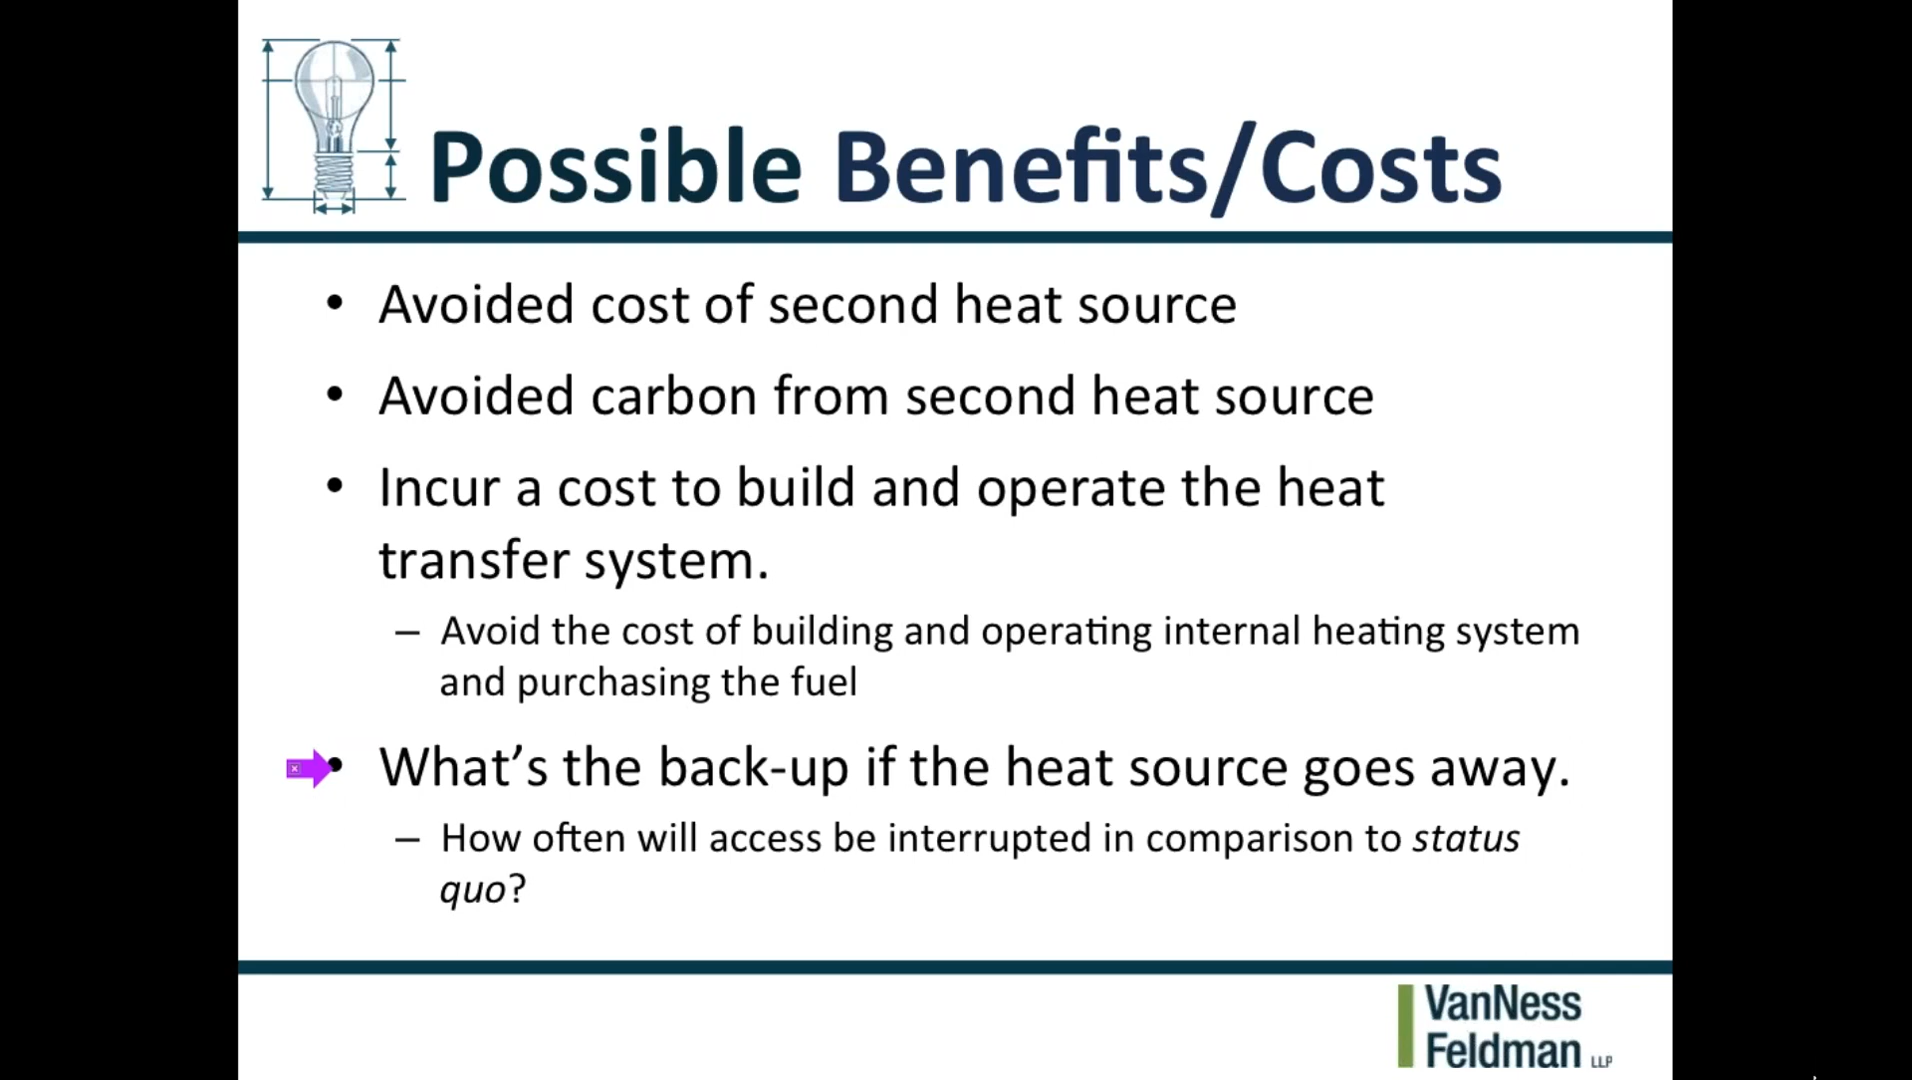 Possible Benefits/Costs
• Avoided cost of second heat source
• Avoided carbon from second heat source
• Incur a cost to build and operate the heat
transfer system.
– Avoid the cost of building and operating internal heating system
and purchasing the fuel
• What’s the back-up if the heat source goes away.
– How often will access be interrupted in comparison to status
quo?
VanNess
Feldman LLP